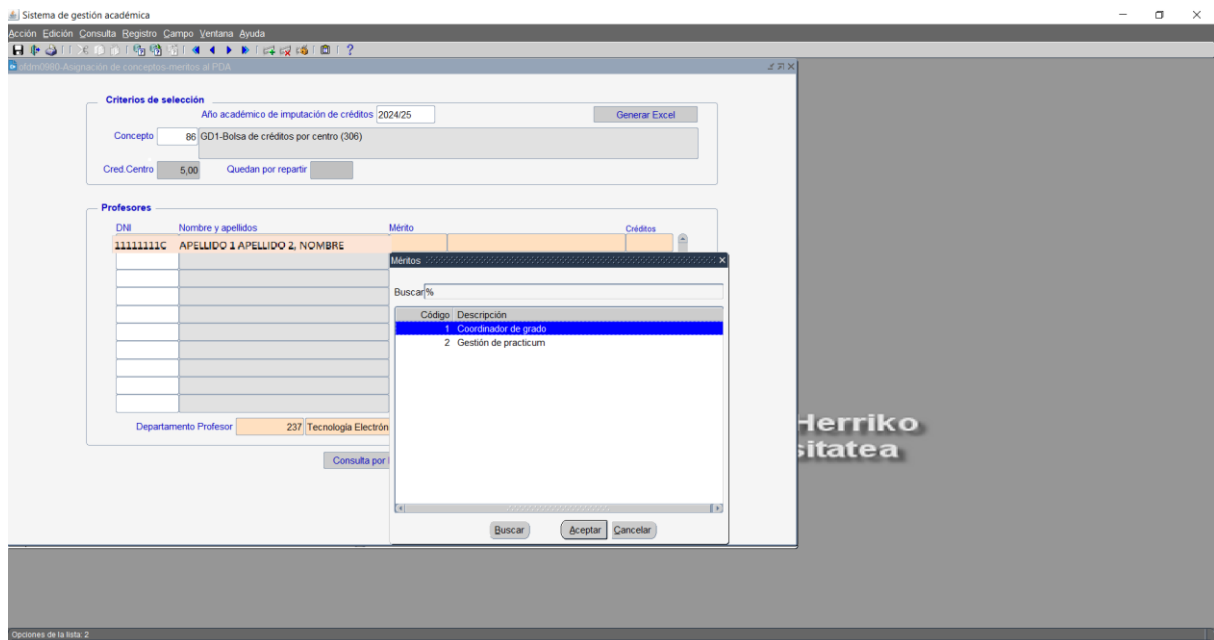 Sistema de gestión académica
Acción Edición Consulta Registro Campo Ventana Ayuda
ofdm0980-Asignación de conceptos-meritos al PDA
Criterios de selección
Año académico de imputación de créditos 2024/25 Generar Excel
Concepto 86 GD1-Bolsa de créditos por centro (306)
Cred.Centro 5,00 Quedan por repartir
Profesores
DNI Nombre y apellidos Mérito Créditos
11111111C APELLIDO 1 APELLIDO 2, NOMBRE
Méritos
Buscar %
Código Descripción
1 Coordinador de grado
2 Gestión de practicum
Departamento Profesor 237 Tecnología Electrón
Herriko
sitatea
Consulta por
Buscar Aceptar Cancelar
Opciones de la lista: 2